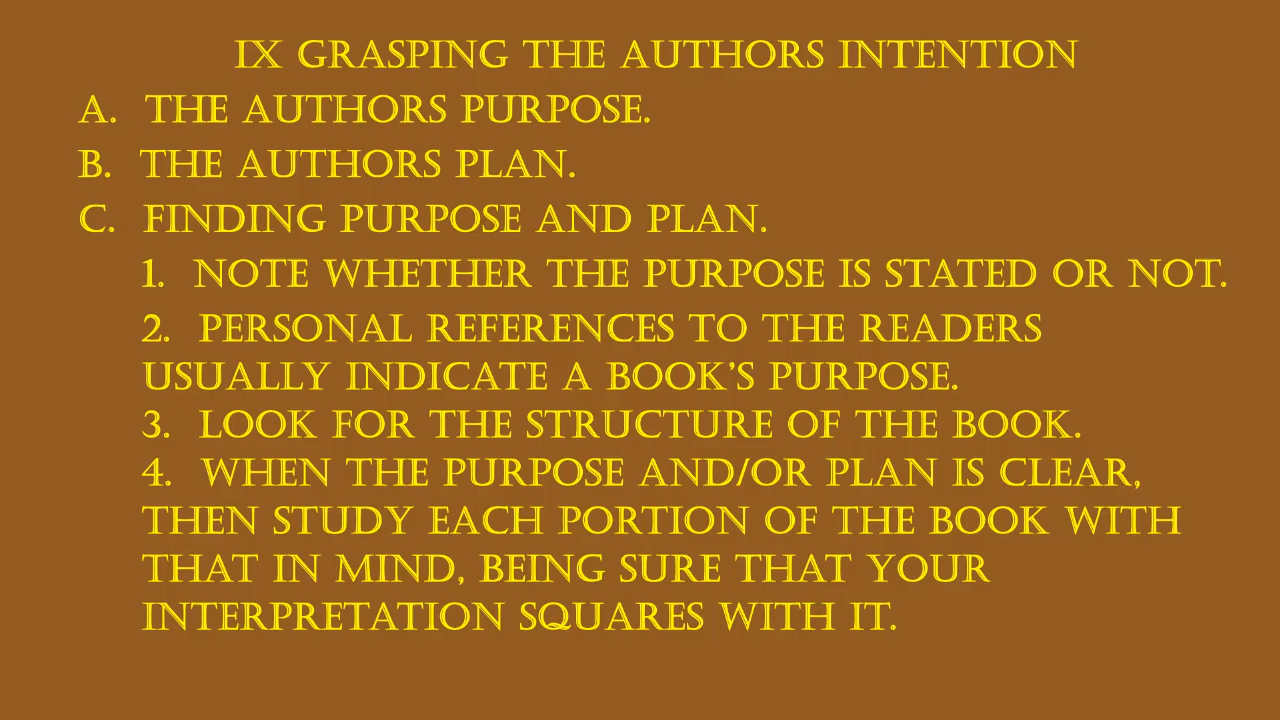 IX GRASPING THE AUTHORS INTENTION
A. THE AUTHORS PURPOSE.
B. THE AUTHORS PLAN.
C. FINDING PURPOSE AND PLAN.
1. NOTE WHETHER THE PURPOSE IS STATED OR NOT.
2. PERSONAL REFERENCES TO THE READERS
USUALLY INDICATE A BOOK’S PURPOSE.
3. LOOK FOR THE STRUCTURE OF THE BOOK.
4. WHEN THE PURPOSE AND/OR PLAN IS CLEAR,
THEN STUDY EACH PORTION OF THE BOOK WITH
THAT IN MIND, BEING SURE THAT YOUR
INTERPRETATION SQUARES WITH IT.